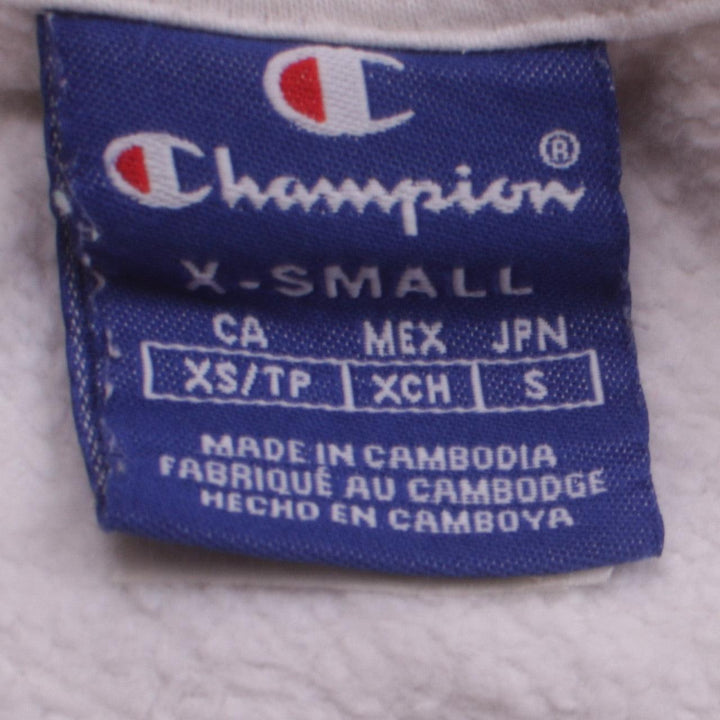 C
Champion®
X-SMALL
CA MEX JPN
XS/TP XCH S
MADE IN CAMBODIA
FABRIQUÉ AU CAMBODGE
HECHO EN CAMBOYA